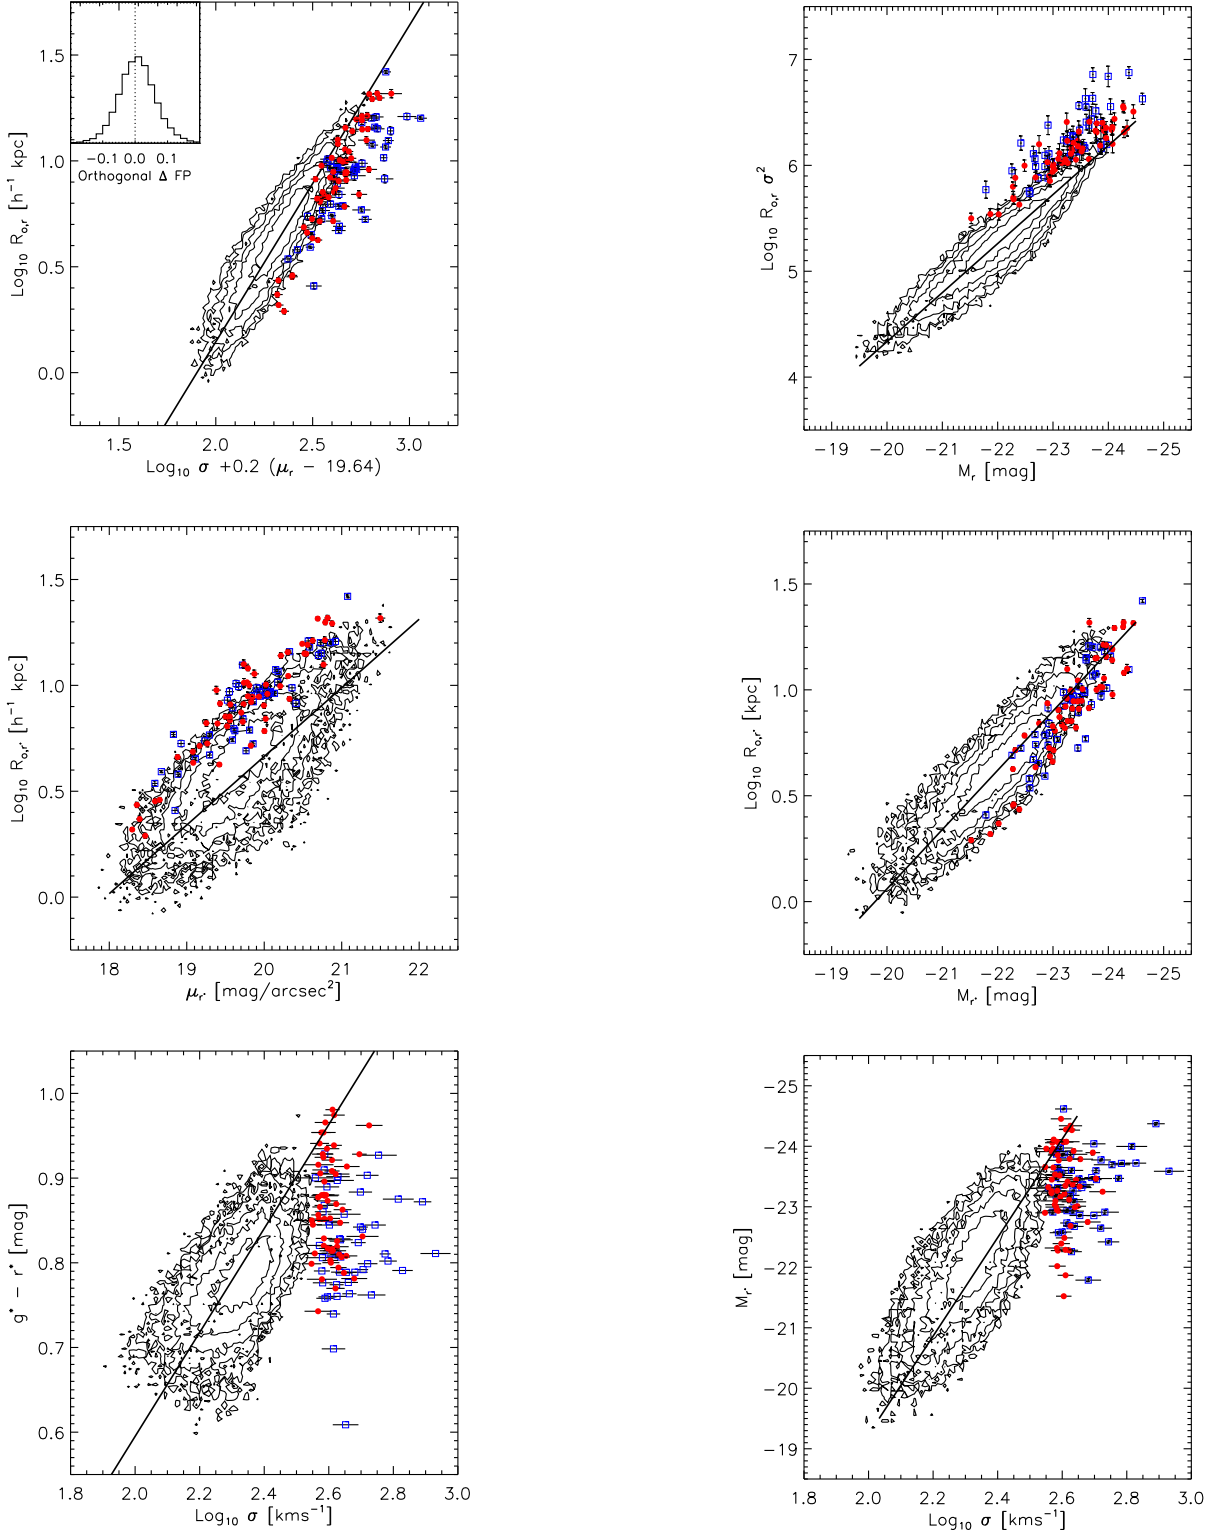 1.5
1.0
0.5
0.0
Log₁₀ R₀,ᵣ [h⁻¹ kpc]
−0.1 0.0 0.1
Orthogonal Δ FP
1.5 2.0 2.5 3.0
Log₁₀ σ +0.2 (μᵣ − 19.64)
7
6
5
4
Log₁₀ R₀,ᵣ σ²
−19 −20 −21 −22 −23 −24 −25
Mᵣ [mag]
1.5
1.0
0.5
0.0
Log₁₀ R₀,ᵣ. [h⁻¹ kpc]
18 19 20 21 22
μᵣ. [mag/arcsec²]
1.5
1.0
0.5
0.0
Log₁₀ R₀,ᵣ. [kpc]
−19 −20 −21 −22 −23 −24 −25
Mᵣ. [mag]
1.0
0.9
0.8
0.7
0.6
g* − r* [mag]
1.8 2.0 2.2 2.4 2.6 2.8 3.0
Log₁₀ σ [kms⁻¹]
−25
−24
−23
−22
−21
−20
−19
Mᵣ. [mag]
1.8 2.0 2.2 2.4 2.6 2.8 3.0
Log₁₀ σ [kms⁻¹]